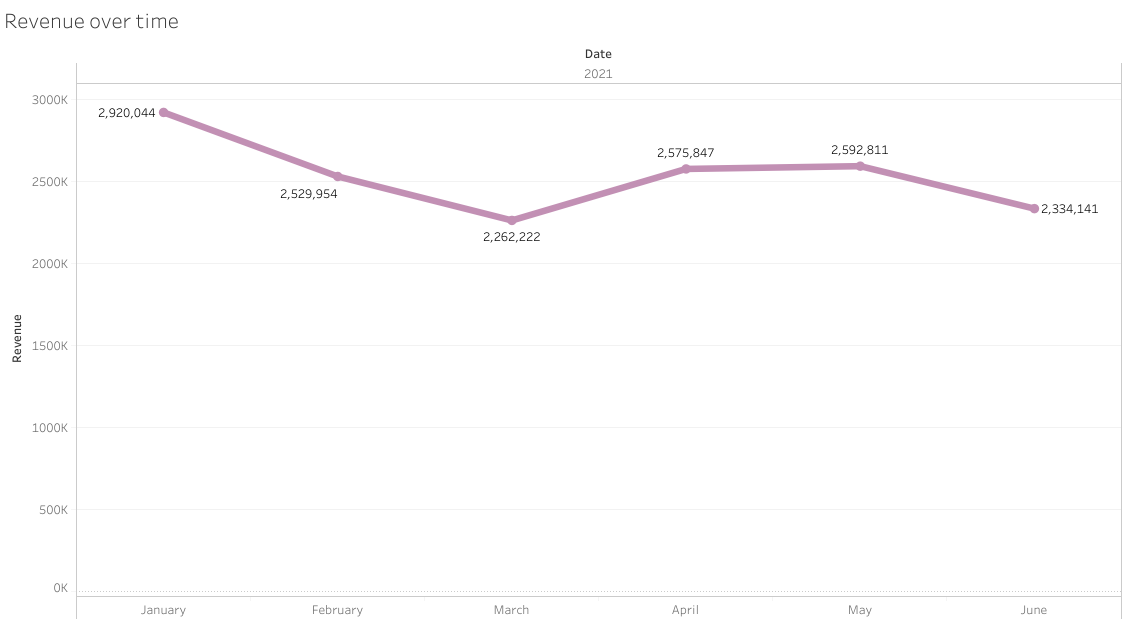 Revenue over time
Date
2021
3000K
2,920,044
2,575,847
2,592,811
2500K
2,529,954
2,334,141
2,262,222
2000K
Revenue
1500K
1000K
500K
0K
January February March April May June